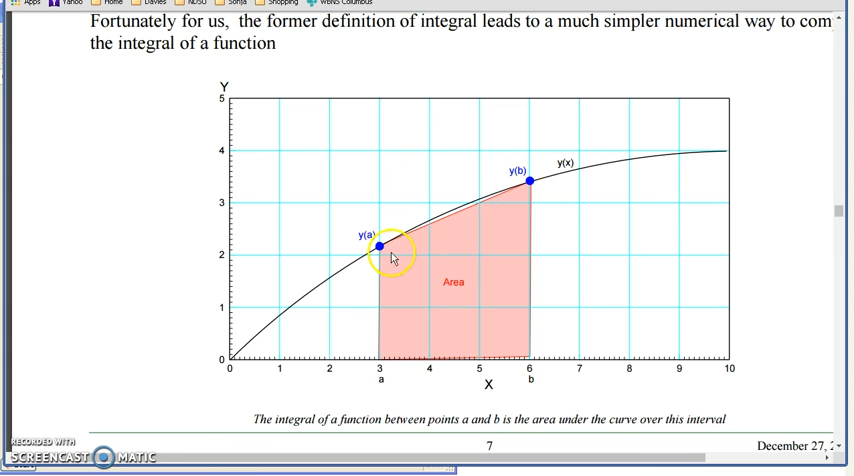 Apps Yahoo Home Davies NDSU Sonja Shopping WBNS Columbus
Fortunately for us, the former definition of integral leads to a much simpler numerical way to com
the integral of a function
Y
5
4
3
2
1
0
y(a)
y(b)
y(x)
Area
0 1 2 3 4 5 6 7 8 9 10
a b
X
The integral of a function between points a and b is the area under the curve over this interval
7 December 27, 2
RECORDED WITH
SCREENCAST MATIC